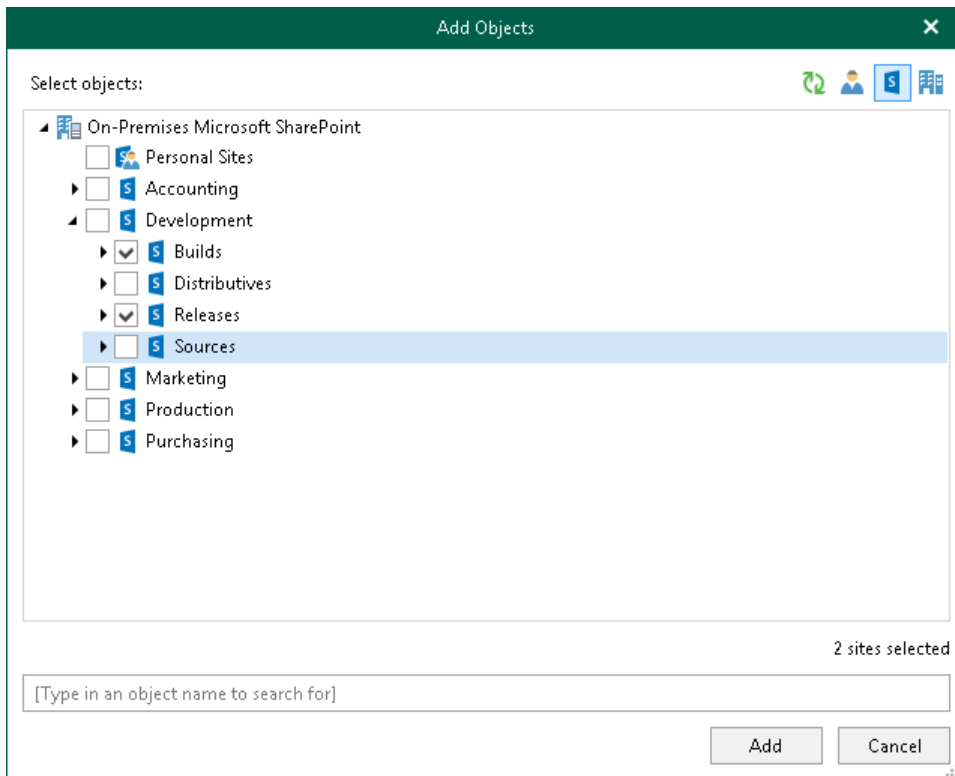 Add Objects
Select objects:
On-Premises Microsoft SharePoint
Personal Sites
Accounting
Development
Builds
Distributives
Releases
Sources
Marketing
Production
Purchasing
2 sites selected
[Type in an object name to search for]
Add Cancel